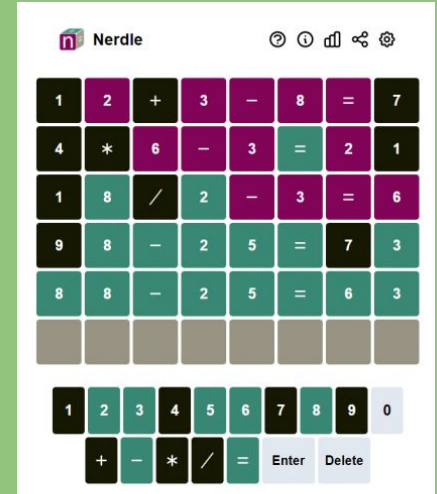 n Nerdle
1 2 + 3 - 8 = 7
4 * 6 - 3 = 2 1
1 8 / 2 - 3 = 6
9 8 - 2 5 = 7 3
8 8 - 2 5 = 6 3
1 2 3 4 5 6 7 8 9 0
+ - * / = Enter Delete